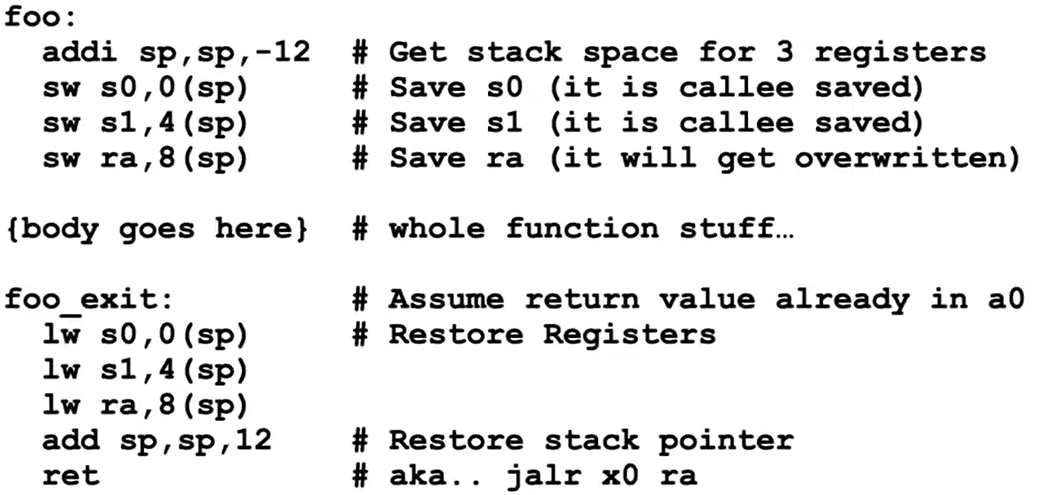 foo:
  addi sp,sp,-12  # Get stack space for 3 registers
  sw s0,0(sp)     # Save s0 (it is callee saved)
  sw s1,4(sp)     # Save s1 (it is callee saved)
  sw ra,8(sp)     # Save ra (it will get overwritten)
{body goes here}  # whole function stuff…
foo_exit:         # Assume return value already in a0
  lw s0,0(sp)     # Restore Registers
  lw s1,4(sp)
  lw ra,8(sp)
  add sp,sp,12    # Restore stack pointer
  ret             # aka.. jalr x0 ra